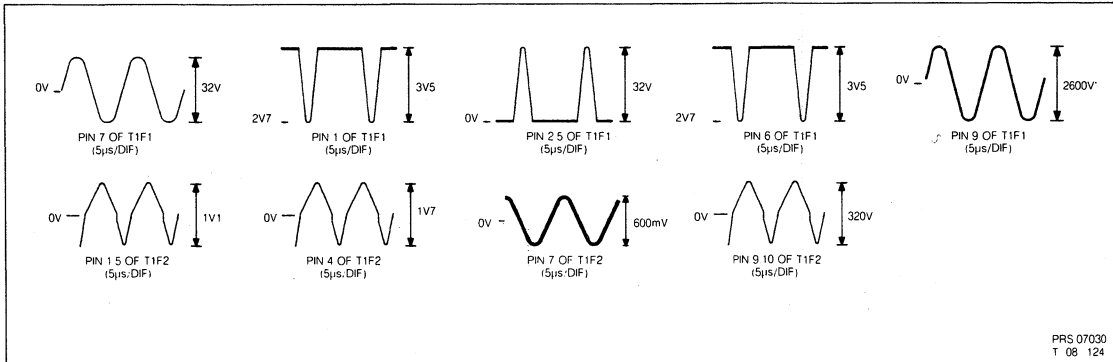 0V
32V
PIN 7 OF T1F1
(5µs/DIF)
2V7
3V5
PIN 1 OF T1F1
(5µs/DIF)
0V
32V
PIN 2 5 OF T1F1
(5µs/DIF)
2V7
3V5
PIN 6 OF T1F1
(5µs/DIF)
0V
2600V
PIN 9 OF T1F1
(5µs/DIF)
0V
1V1
PIN 1 5 OF T1F2
(5µs/DIF)
0V
1V7
PIN 4 OF T1F2
(5µs/DIF)
0V
600mV
PIN 7 OF T1F2
(5µs/DIF)
0V
320V
PIN 9 10 OF T1F2
(5µs/DIF)
PRS 07030
T 08 124